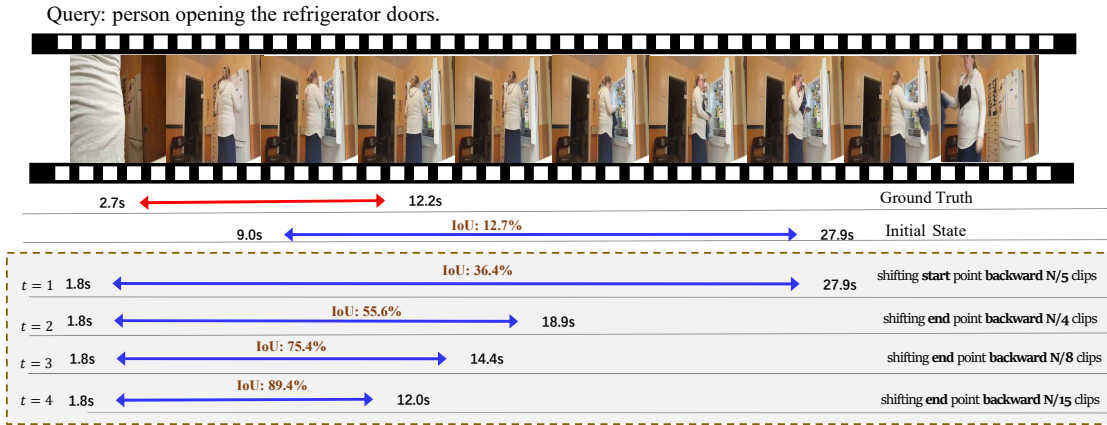 Query: person opening the refrigerator doors.
2.7s 12.2s Ground Truth
9.0s IoU: 12.7% 27.9s Initial State
t = 1 1.8s IoU: 36.4% 27.9s shifting start point backward N/5 clips
t = 2 1.8s IoU: 55.6% 18.9s shifting end point backward N/4 clips
t = 3 1.8s IoU: 75.4% 14.4s shifting end point backward N/8 clips
t = 4 1.8s IoU: 89.4% 12.0s shifting end point backward N/15 clips